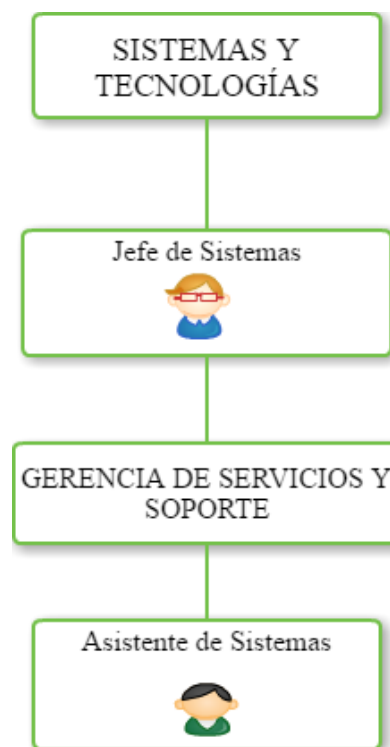 SISTEMAS Y
TECNOLOGÍAS
Jefe de Sistemas
GERENCIA DE SERVICIOS Y
SOPORTE
Asistente de Sistemas